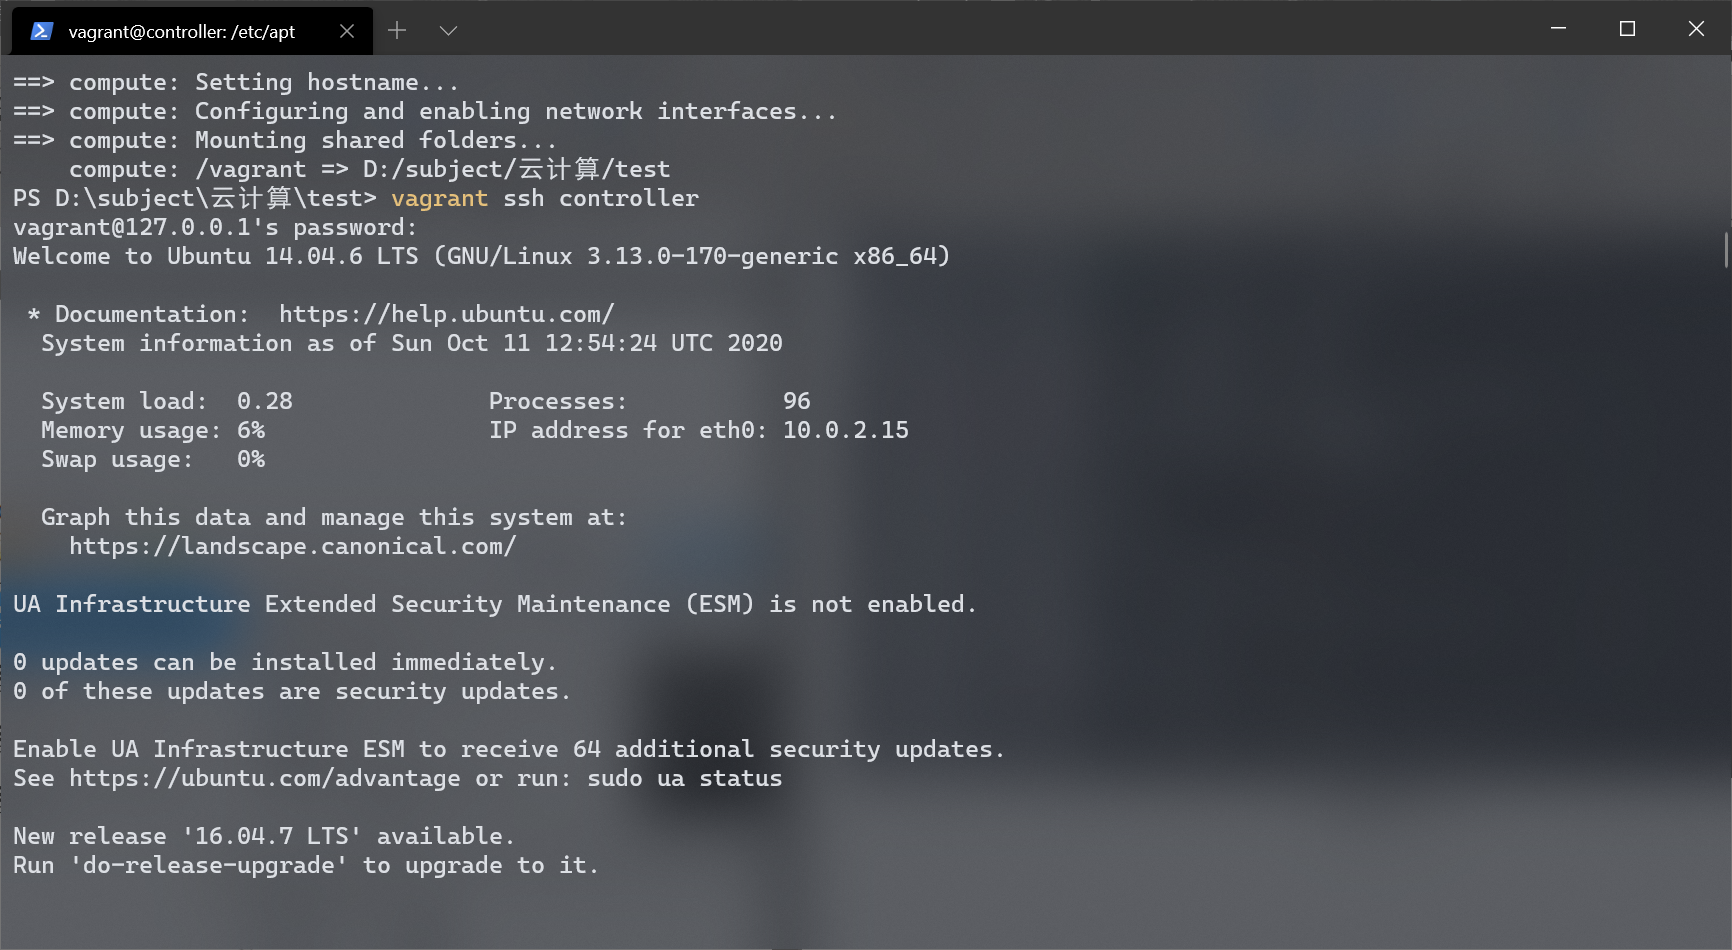 vagrant@controller: /etc/apt
==> compute: Setting hostname...
==> compute: Configuring and enabling network interfaces...
==> compute: Mounting shared folders...
compute: /vagrant => D:/subject/云计算/test
PS D:\subject\云计算\test> vagrant ssh controller
vagrant@127.0.0.1's password:
Welcome to Ubuntu 14.04.6 LTS (GNU/Linux 3.13.0-170-generic x86_64)
* Documentation:  https://help.ubuntu.com/
System information as of Sun Oct 11 12:54:24 UTC 2020
System load:  0.28              Processes:           96
Memory usage: 6%                IP address for eth0: 10.0.2.15
Swap usage:   0%
Graph this data and manage this system at:
https://landscape.canonical.com/
UA Infrastructure Extended Security Maintenance (ESM) is not enabled.
0 updates can be installed immediately.
0 of these updates are security updates.
Enable UA Infrastructure ESM to receive 64 additional security updates.
See https://ubuntu.com/advantage or run: sudo ua status
New release '16.04.7 LTS' available.
Run 'do-release-upgrade' to upgrade to it.